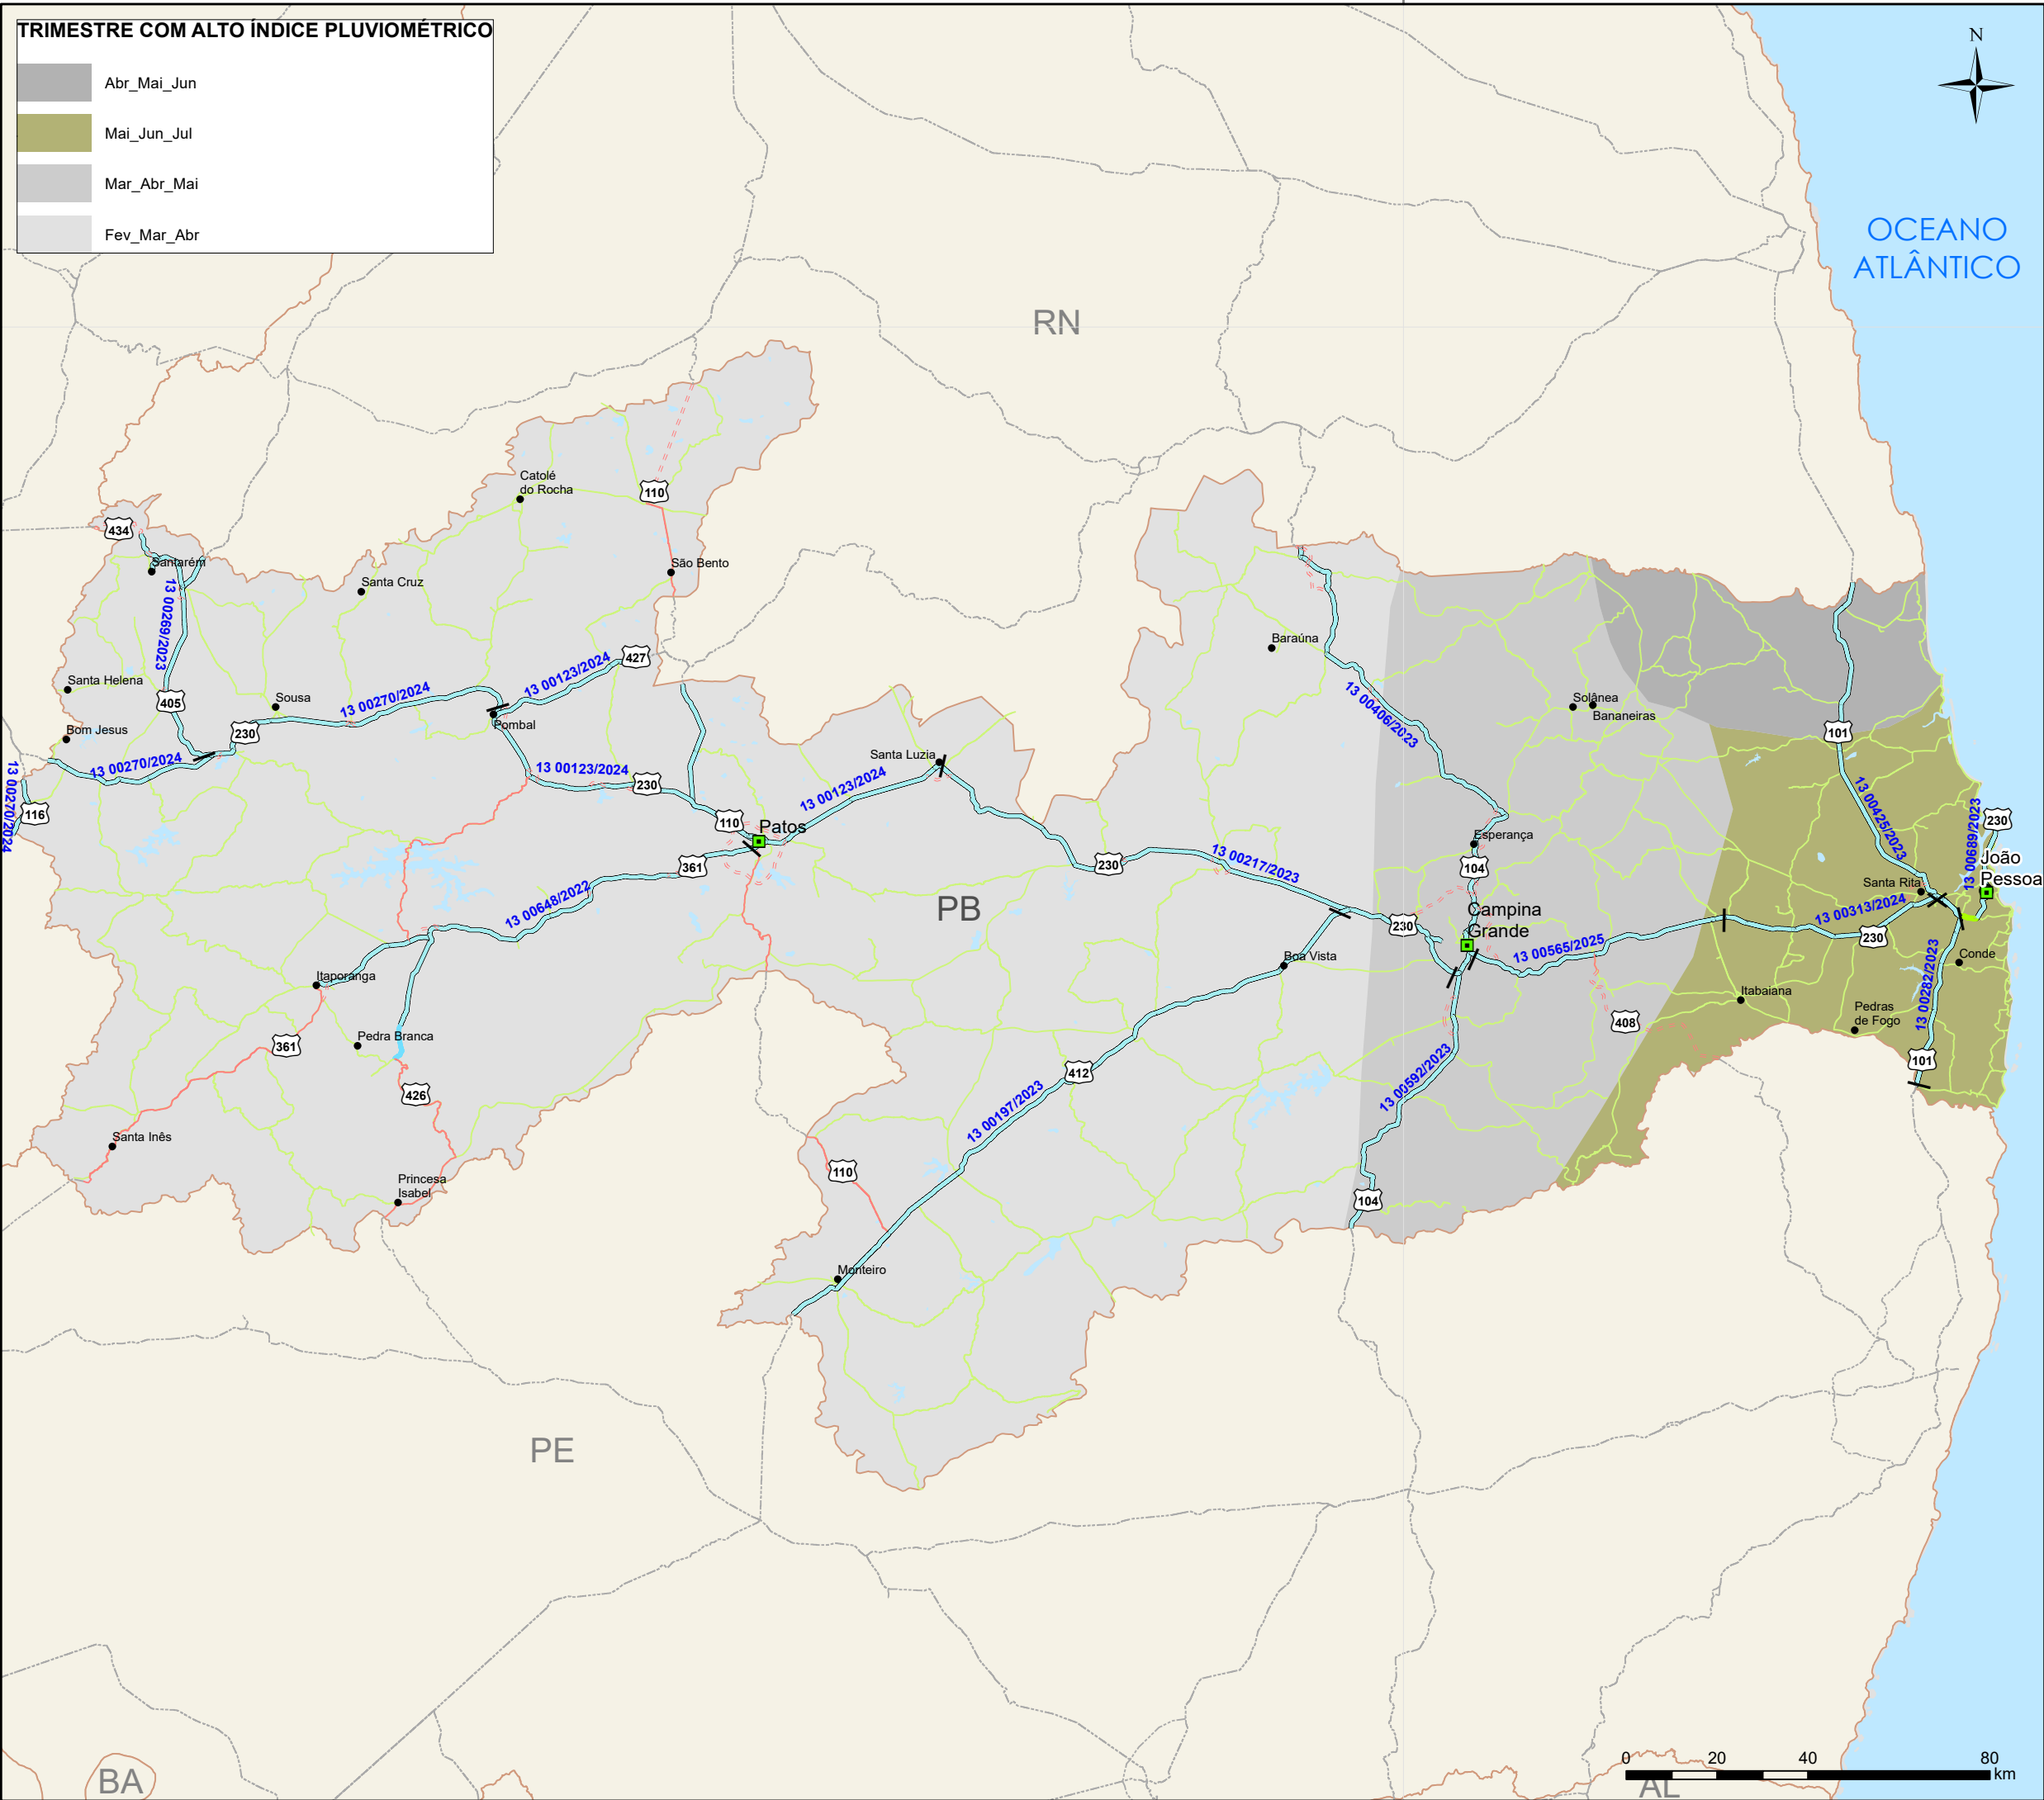 TRIMESTRE COM ALTO ÍNDICE PLUVIOMÉTRICO
Abr_Mai_Jun
Mai_Jun_Jul
Mar_Abr_Mai
Fev_Mar_Abr
N
OCEANO
ATLÂNTICO
RN
Catolé
do Rocha
110
434
Santarém
São Bento
Santa Cruz
13 00269/2023
Baraúna
427
13 00123/2024
Santa Helena
405
Sousa
13 00270/2024
Pombal
Solânea
Bananeiras
13 00406/2023
Bom Jesus
230
101
13 00270/2024
13 00270/2024
116
13 00123/2024
230
Santa Luzia
13 00123/2024
110
Patos
361
230
13 00217/2023
Esperança
104
13 00425/2023
13 00689/2023
230
João
Pessoa
Santa Rita
13 00648/2022
PB
Campina
Grande
230
13 00565/2025
13 00313/2024
230
Boa Vista
Conde
13 00282/2023
Itaporanga
Itabaiana
Pedras
de Fogo
408
361
Pedra Branca
412
101
426
13 00197/2023
13 00592/2023
Santa Inês
110
Princesa
Isabel
104
Monteiro
PE
BA
AL
0
20
40
80
km